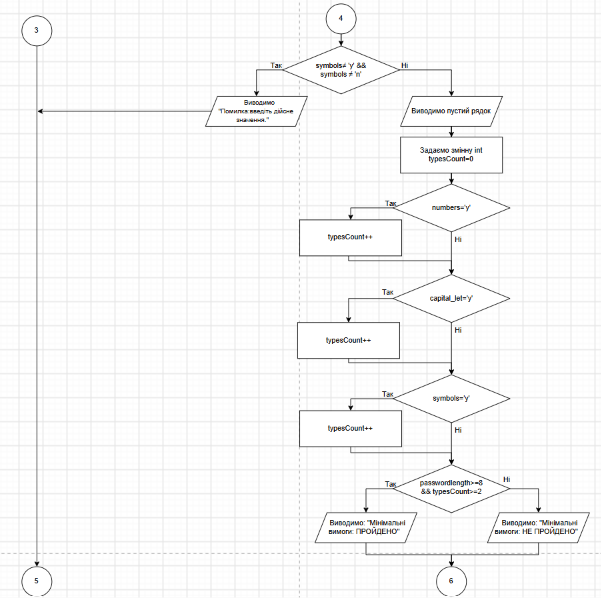 3
4
symbols≠ 'y' &&
symbols ≠ 'n'
Так
Ні
Виводимо
"Помилка:введіть дійсне
значення."
Виводимо пустий рядок
Задаємо змінну int
typesCount=0
numbers='y'
Так
typesCount++
Ні
capital_let='y'
Так
typesCount++
Ні
symbols='y'
Так
typesCount++
Ні
passwordlength>=8
&& typesCount>=2
Так
Ні
Виводимо: "Мінімальні
вимоги: ПРОЙДЕНО"
Виводимо: "Мінімальні
вимоги: НЕ ПРОЙДЕНО"
5
6